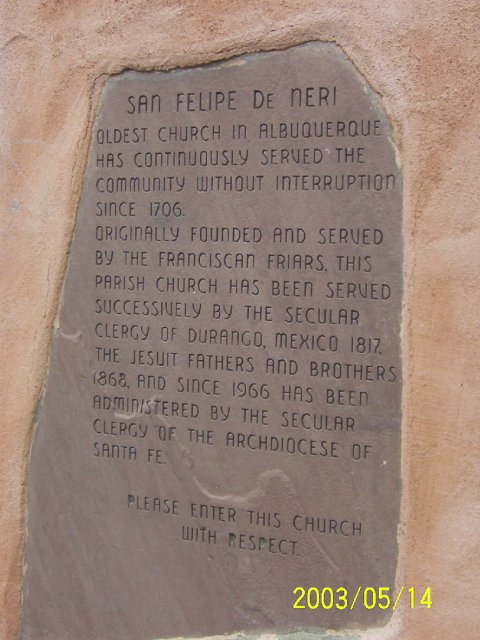 SAN FELIPE DE NERI
OLDEST CHURCH IN ALBUQUERQUE
HAS CONTINUOUSLY SERVED THE
COMMUNITY WITHOUT INTERRUPTION
SINCE 1706.
ORIGINALLY FOUNDED AND SERVED
BY THE FRANCISCAN FRIARS, THIS
PARISH CHURCH HAS BEEN SERVED
SUCCESSIVELY BY THE SECULAR
CLERGY OF DURANGO, MEXICO 1817.
THE JESUIT FATHERS AND BROTHERS
1868, AND SINCE 1966 HAS BEEN
ADMINISTERED BY THE SECULAR
CLERGY OF THE ARCHDIOCESE OF
SANTA FE.
PLEASE ENTER THIS CHURCH
WITH RESPECT.
2003/05/14